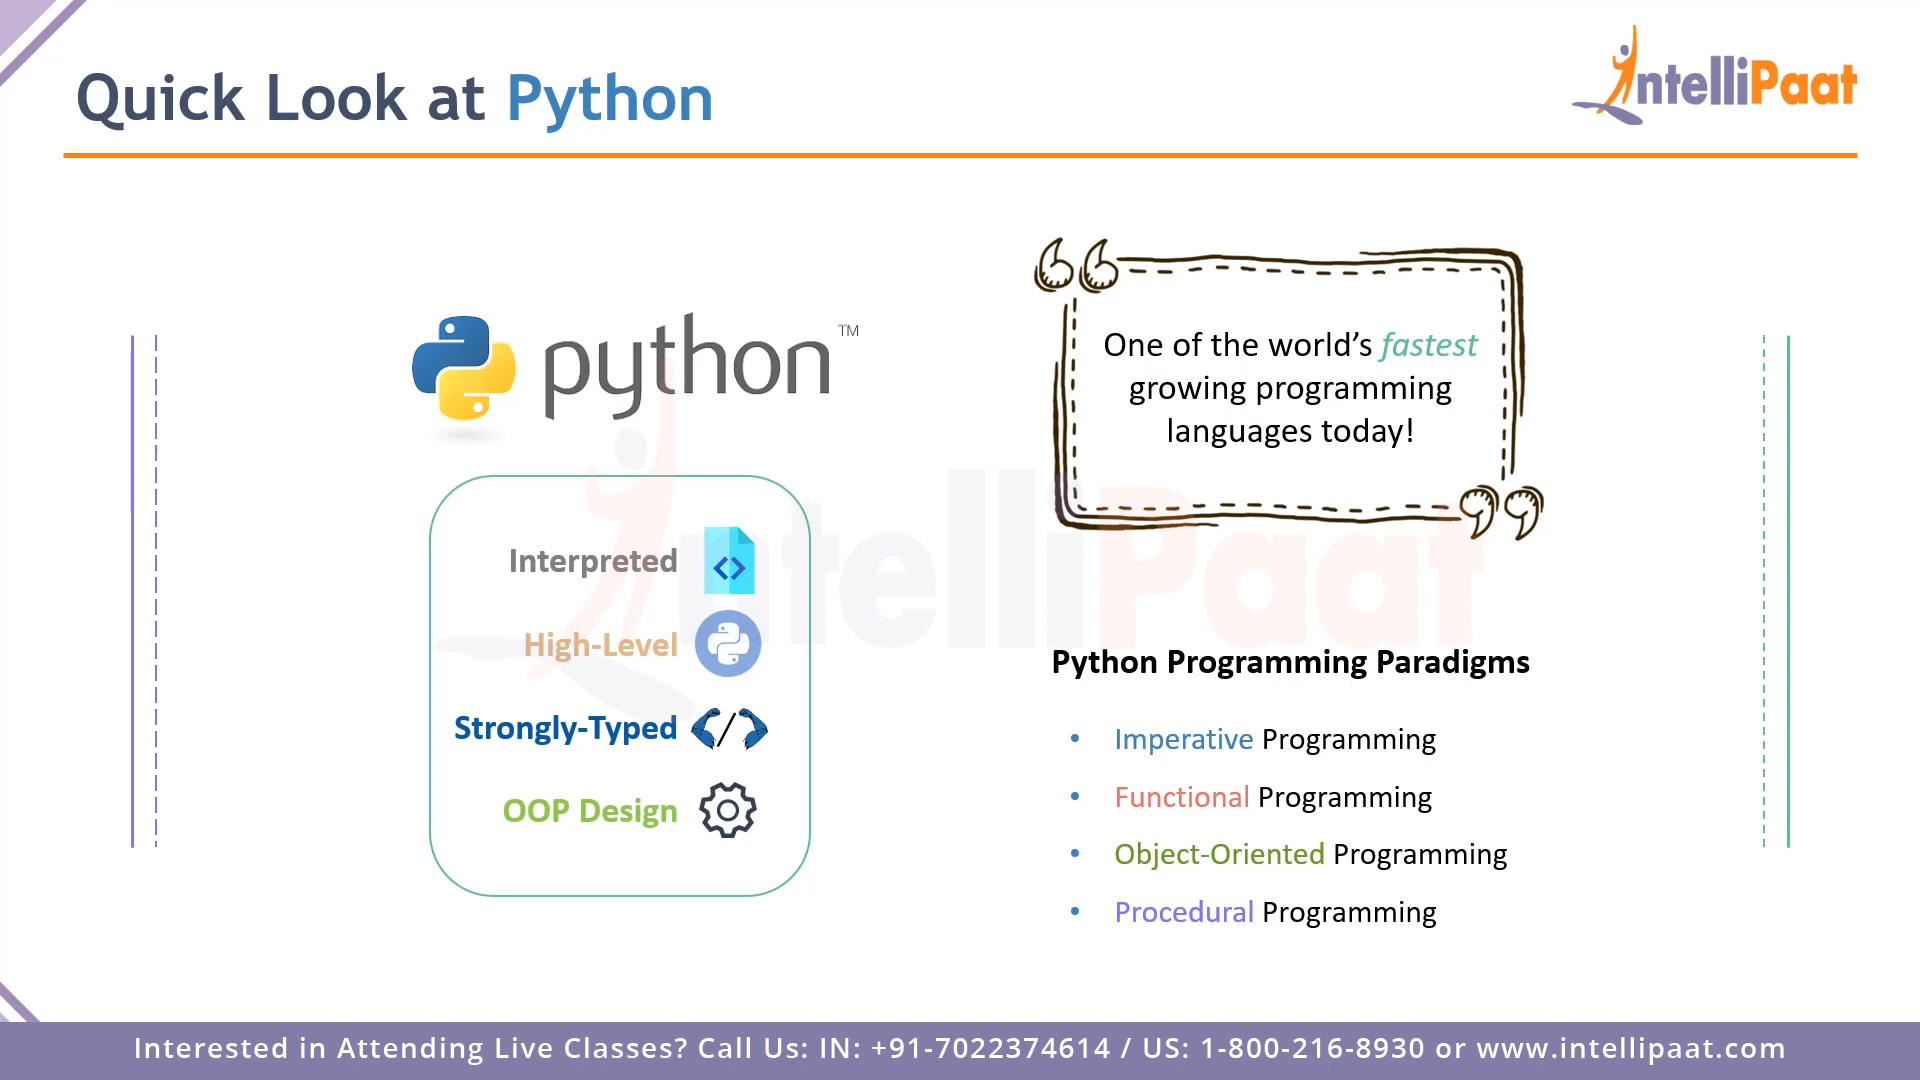 Quick Look at Python
IntelliPaat
python™
Interpreted
High-Level
Strongly-Typed
OOP Design
One of the world’s fastest
growing programming
languages today!
Python Programming Paradigms
• Imperative Programming
• Functional Programming
• Object-Oriented Programming
• Procedural Programming
IntelliPaat
Interested in Attending Live Classes? Call Us: IN: +91-7022374614 / US: 1-800-216-8930 or www.intellipaat.com